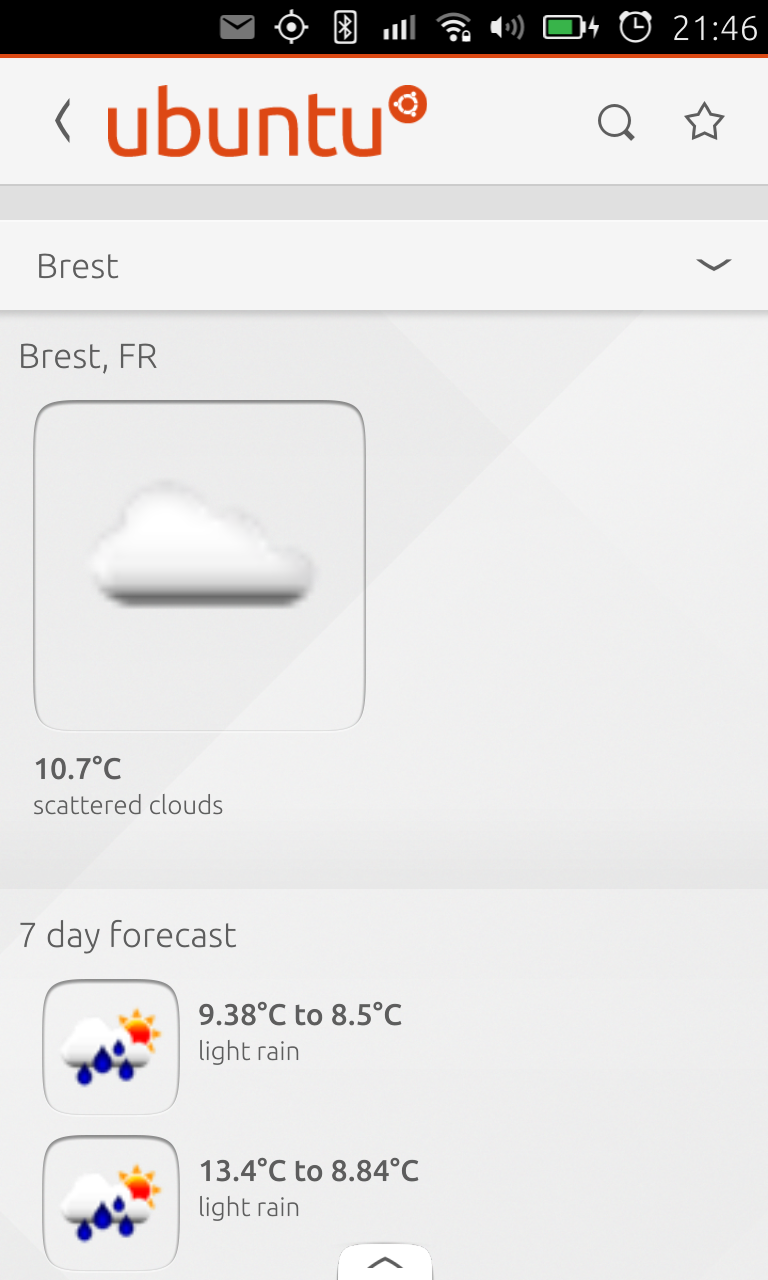 21:46
ubuntu
Brest
Brest, FR
10.7°C
scattered clouds
7 day forecast
9.38°C to 8.5°C
light rain
13.4°C to 8.84°C
light rain